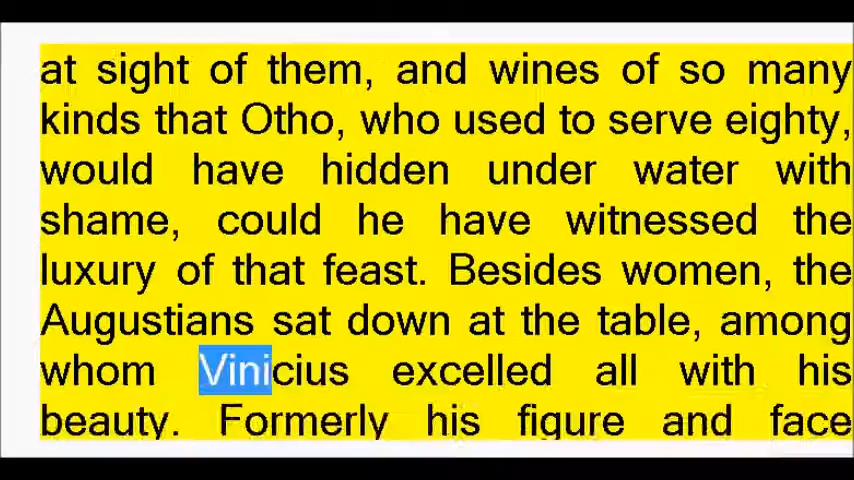 at sight of them, and wines of so many
kinds that Otho, who used to serve eighty,
would have hidden under water with
shame, could he have witnessed the
luxury of that feast. Besides women, the
Augustians sat down at the table, among
whom Vinicius excelled all with his
beauty. Formerly his figure and face